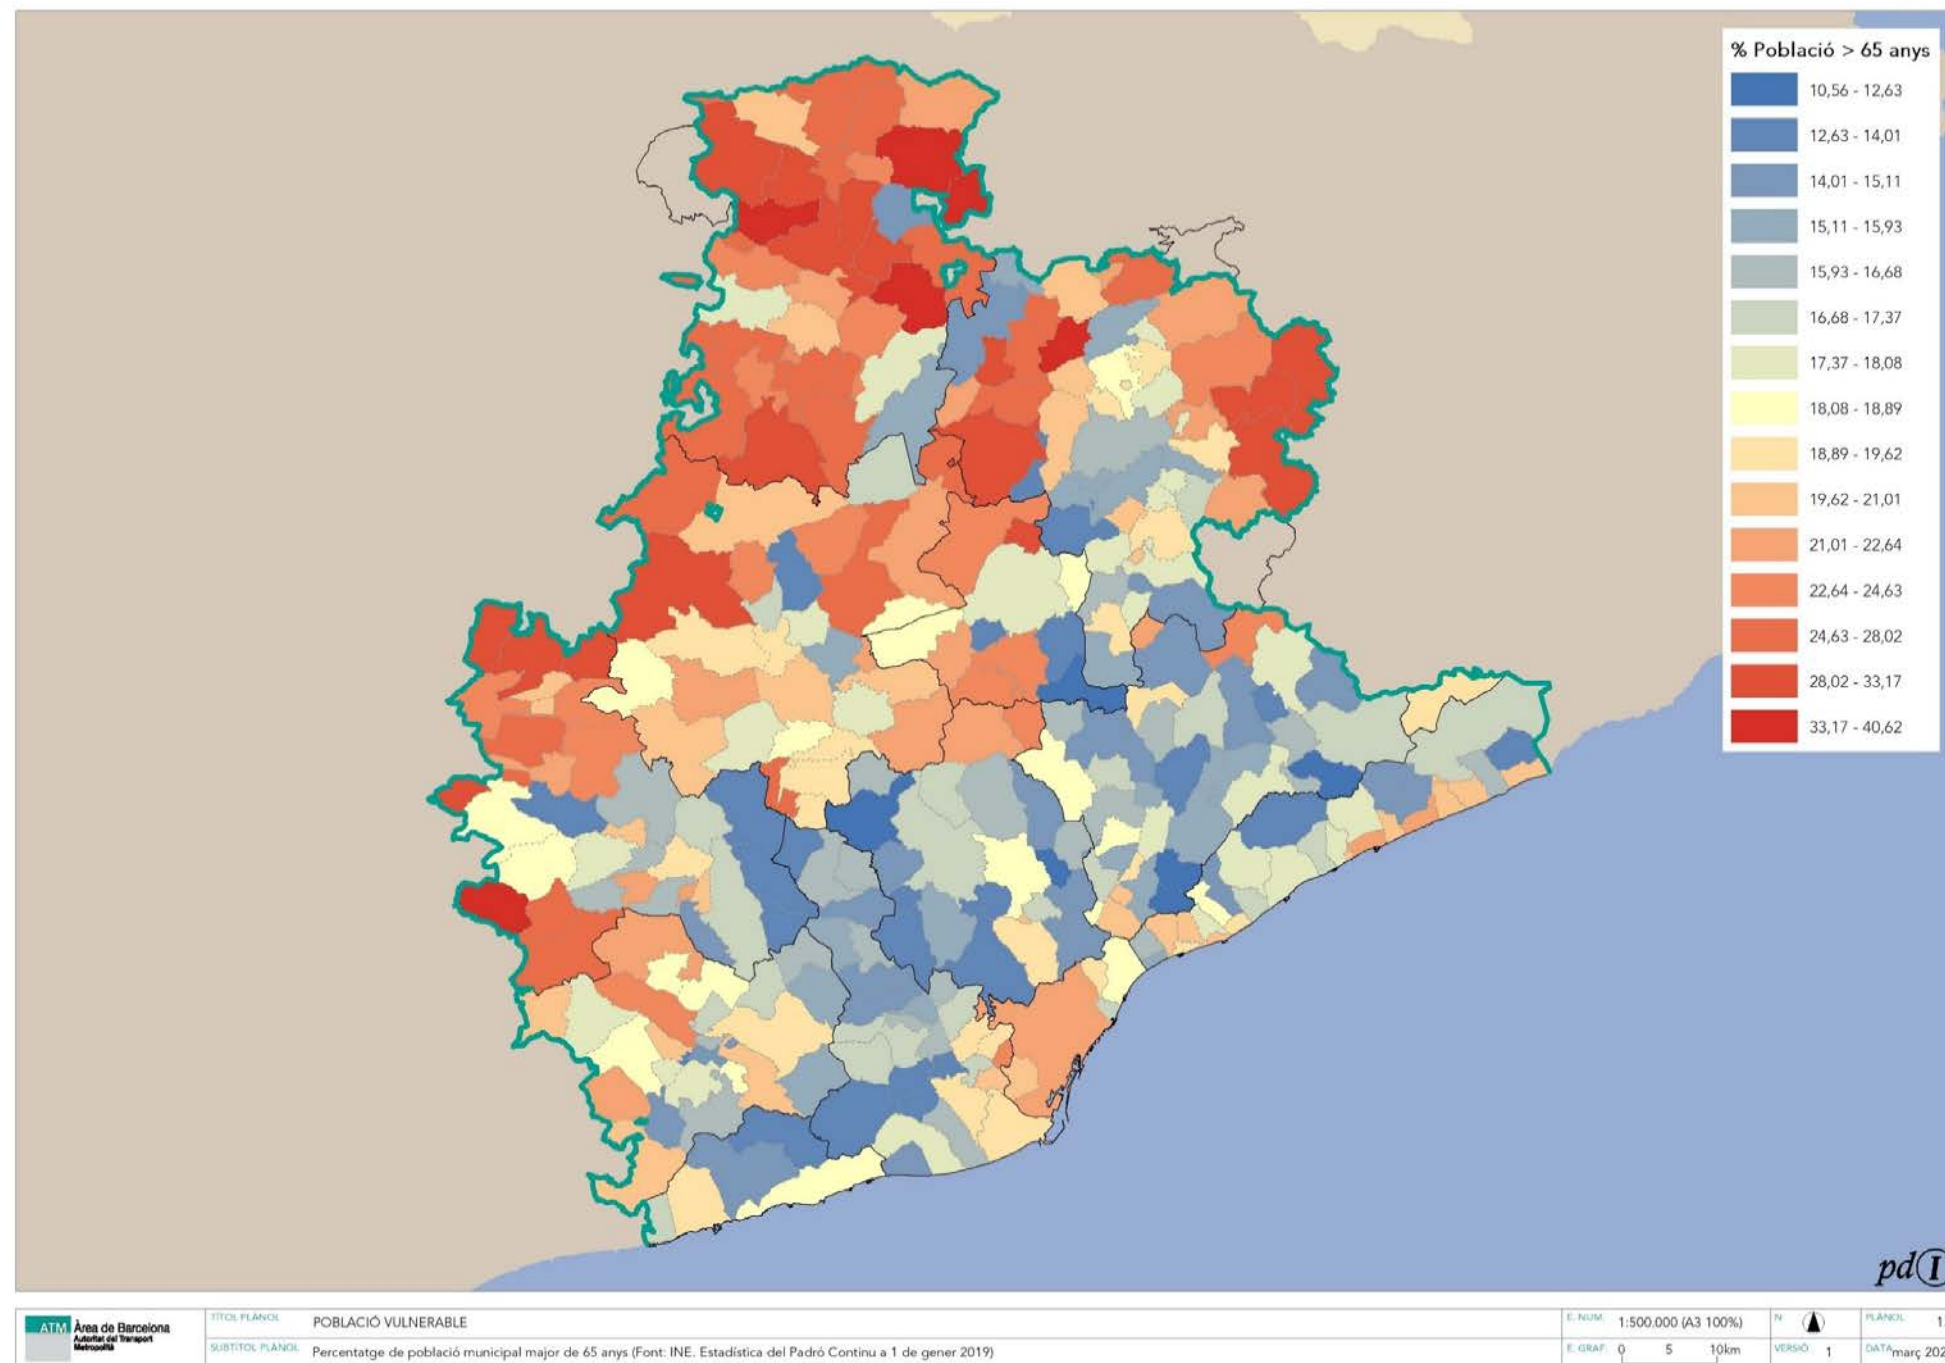 % Població > 65 anys
10,56 - 12,63
12,63 - 14,01
14,01 - 15,11
15,11 - 15,93
15,93 - 16,68
16,68 - 17,37
17,37 - 18,08
18,08 - 18,89
18,89 - 19,62
19,62 - 21,01
21,01 - 22,64
22,64 - 24,63
24,63 - 28,02
28,02 - 33,17
33,17 - 40,62
pdI
ATM Àrea de Barcelona
Autoritat del Transport
Metropolità
TÍTOL PLÀNOL POBLACIÓ VULNERABLE
SUBTÍTOL PLÀNOL Percentatge de població municipal major de 65 anys (Font: INE. Estadística del Padró Continu a 1 de gener 2019)
E. NUM. 1:500.000 (A3 100%)
E. GRAF. 0 5 10km
N
VERSIÓ 1
PLÀNOL 1.
DATA març 202